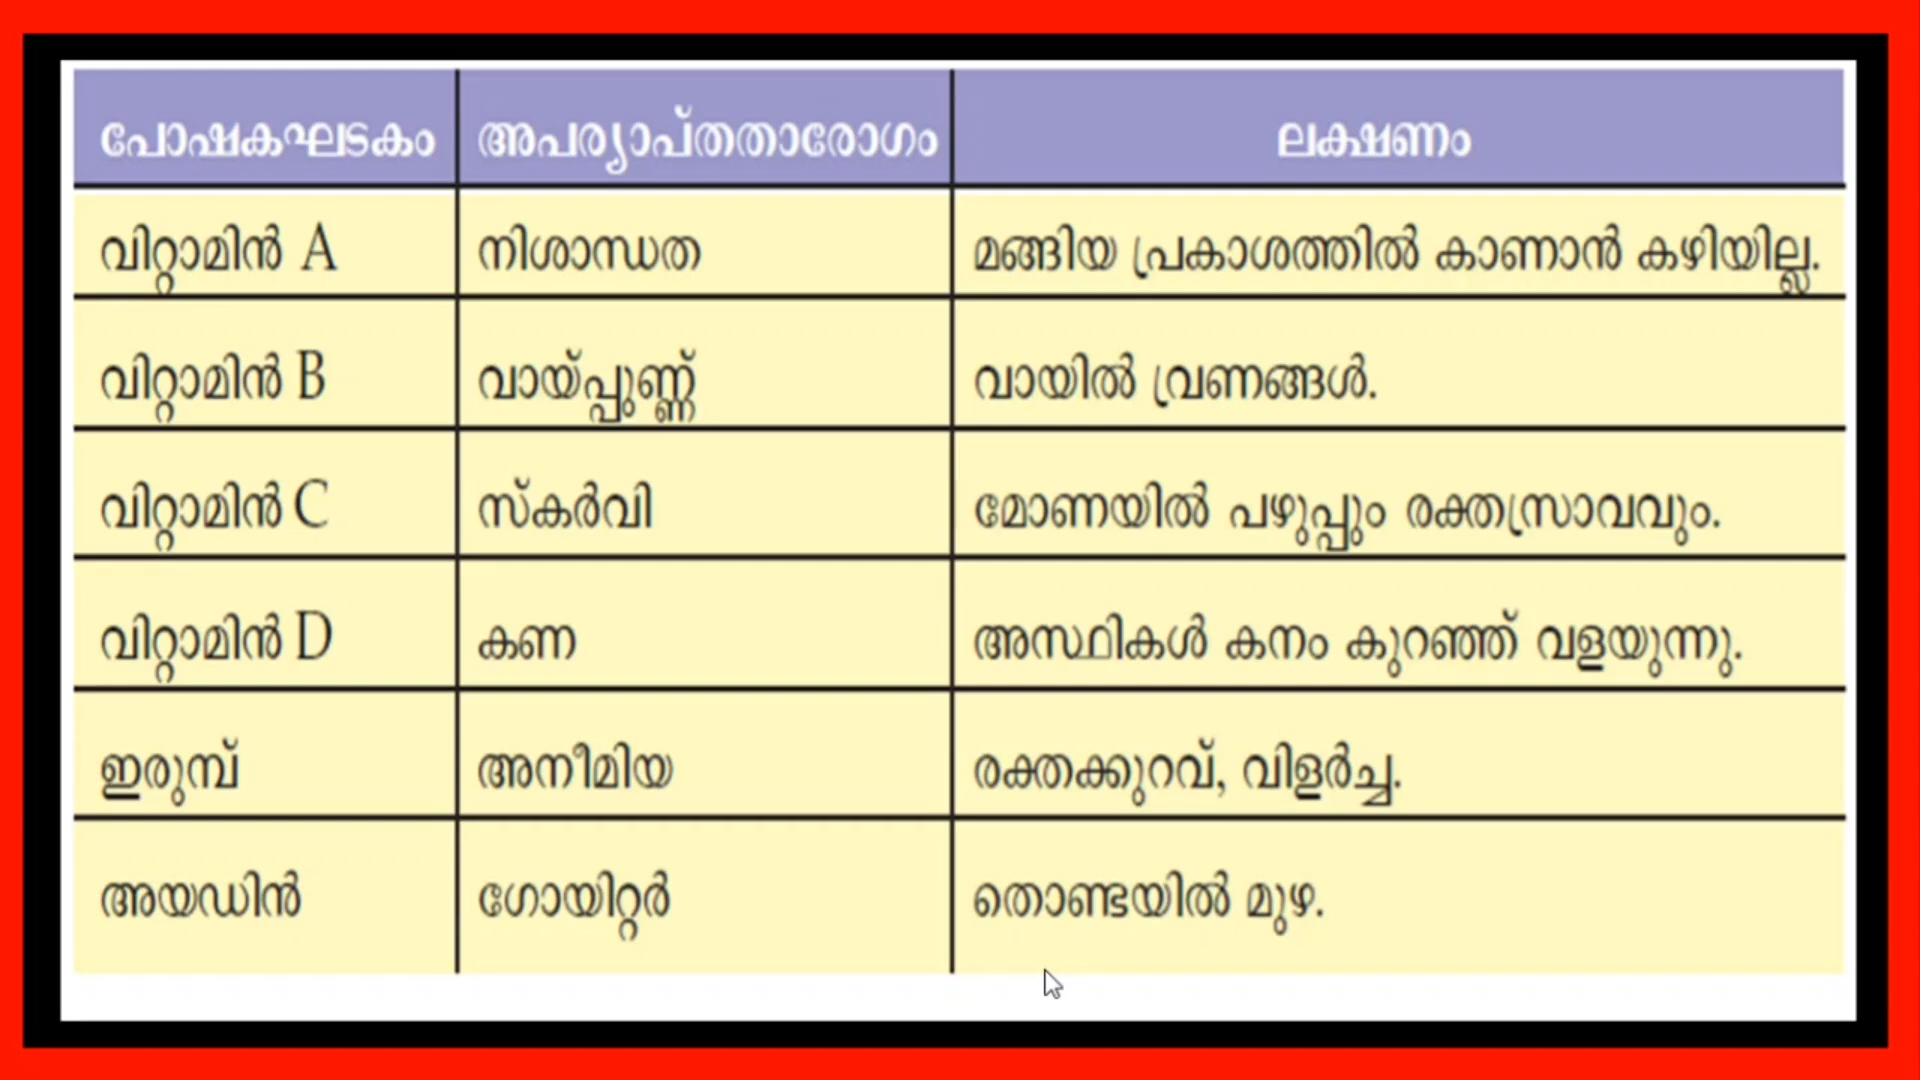 പോഷകഘടകം അപര്യാപ്തതാരോഗം ലക്ഷണം
വിറ്റാമിൻ A നിശാന്ധത മങ്ങിയ പ്രകാശത്തിൽ കാണാൻ കഴിയില്ല.
വിറ്റാമിൻ B വായ്പ്പുണ്ണ് വായിൽ വ്രണങ്ങൾ.
വിറ്റാമിൻ C സ്കർവി മോണയിൽ പഴുപ്പും രക്തസ്രാവവും.
വിറ്റാമിൻ D കണ അസ്ഥികൾ കനം കുറഞ്ഞ് വളയുന്നു.
ഇരുമ്പ് അനീമിയ രക്തക്കുറവ്, വിളർച്ച.
അയഡിൻ ഗോയിറ്റർ തൊണ്ടയിൽ മുഴ.